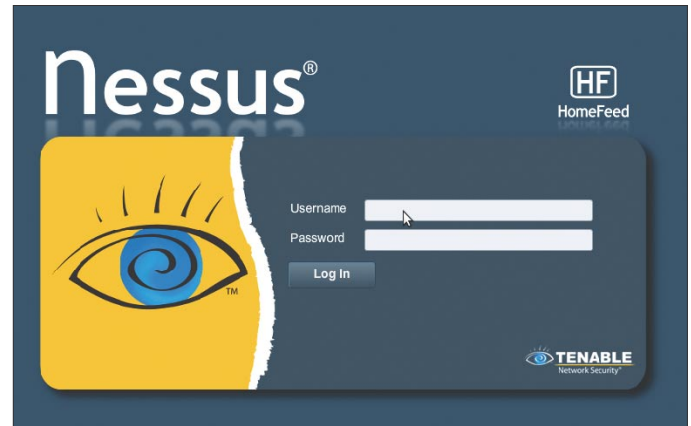 Nessus®
HF
HomeFeed
Username
Password
Log In
TM
TENABLE
Network Security®